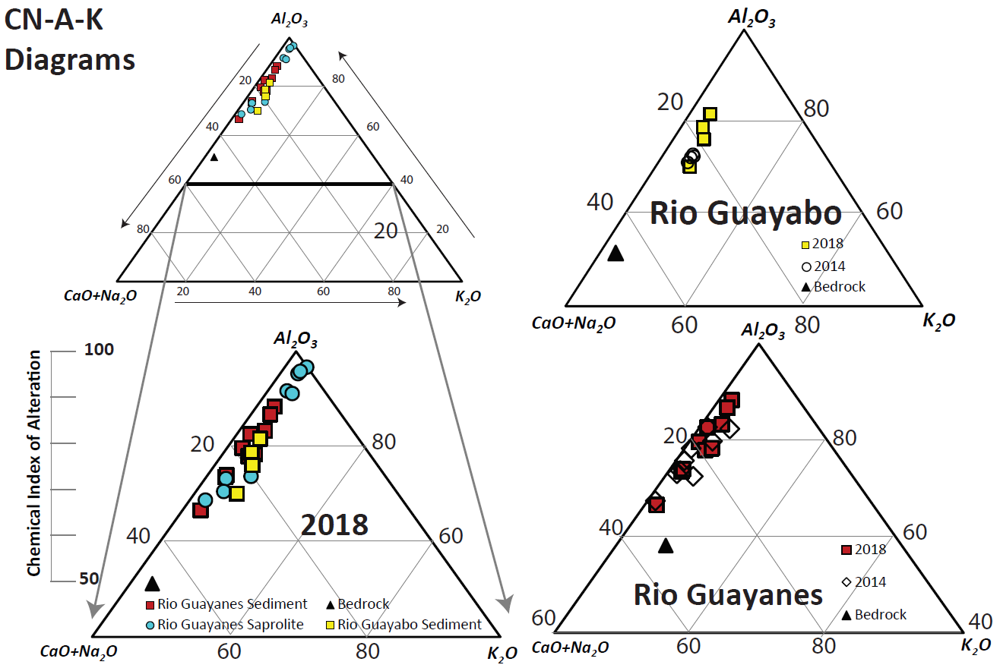 CN-A-K
Diagrams
Al₂O₃
20
80
40
60
60
40
80
20
20
CaO+Na₂O
20
40
60
80
K₂O
Al₂O₃
20
80
40
60
Rio Guayabo
2018
2014
Bedrock
CaO+Na₂O
60
80
K₂O
Chemical Index of Alteration
100
50
Al₂O₃
20
80
40
60
2018
Rio Guayanes Sediment
Bedrock
Rio Guayanes Saprolite
Rio Guayabo Sediment
CaO+Na₂O
60
80
K₂O
Al₂O₃
20
80
40
60
2018
2014
Rio Guayanes
Bedrock
60
40
CaO+Na₂O
60
80
K₂O